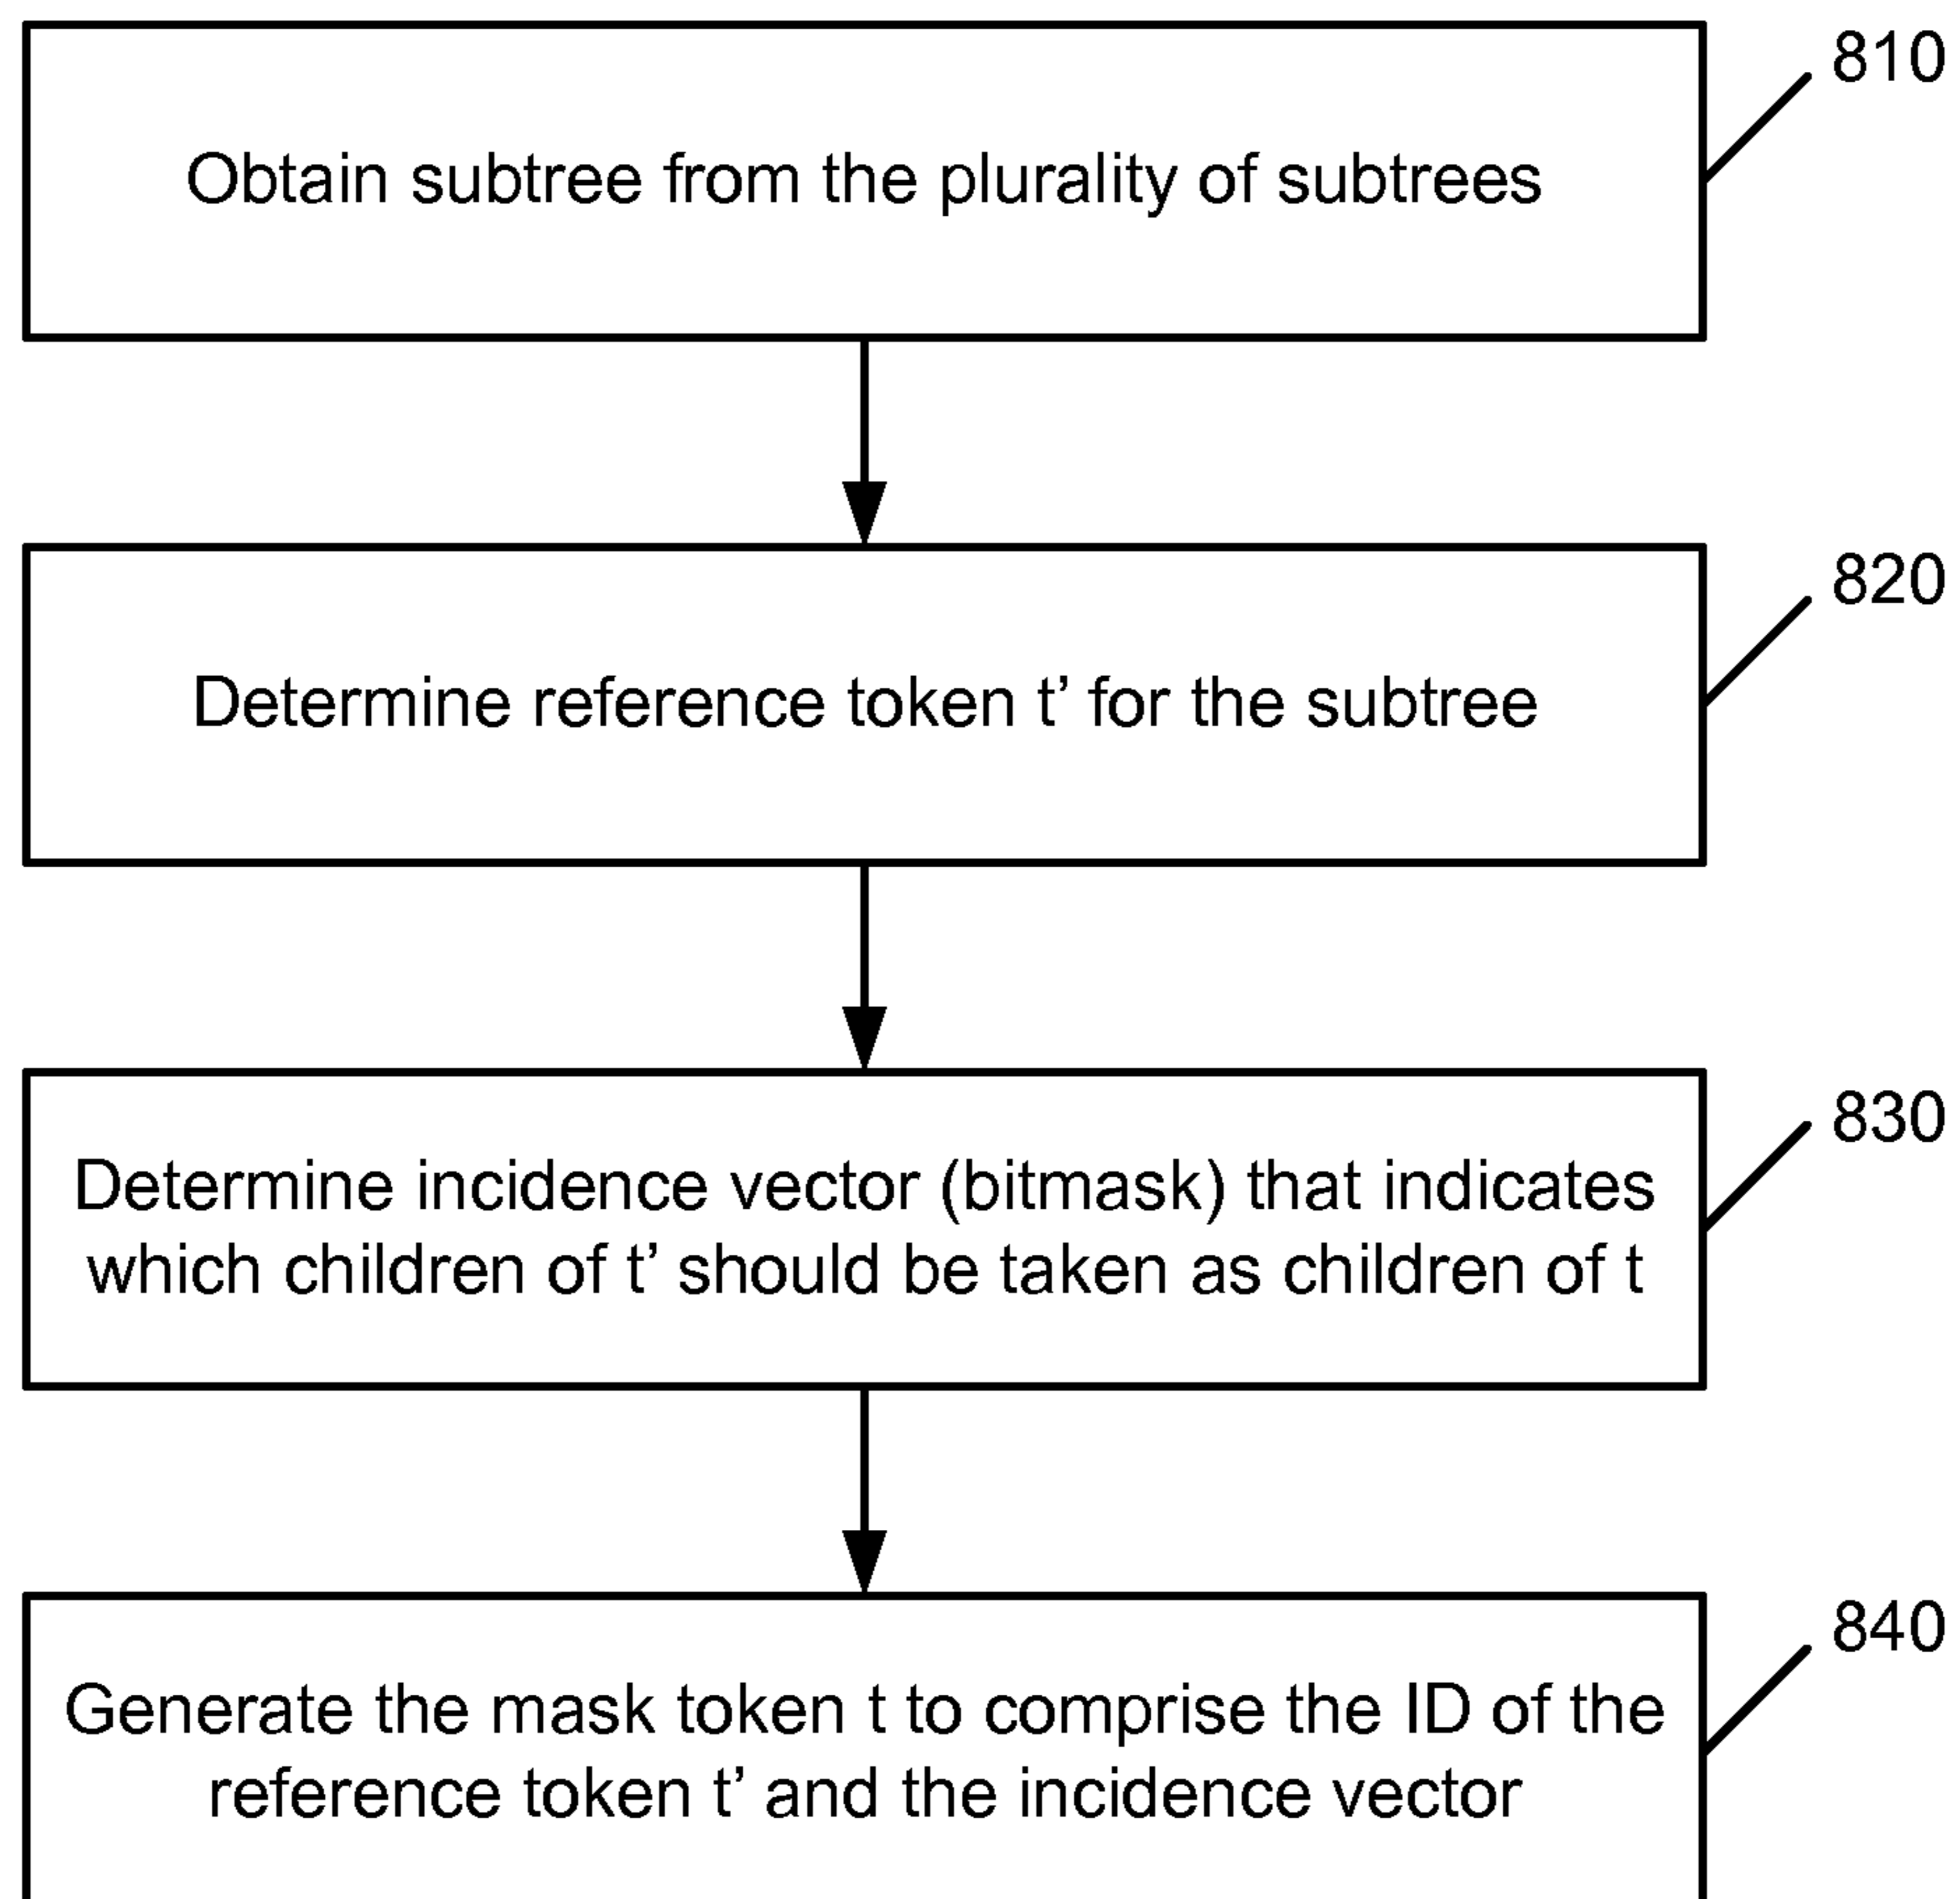 810
Obtain subtree from the plurality of subtrees
820
Determine reference token t’ for the subtree
830
Determine incidence vector (bitmask) that indicates
which children of t’ should be taken as children of t
840
Generate the mask token t to comprise the ID of the
reference token t’ and the incidence vector